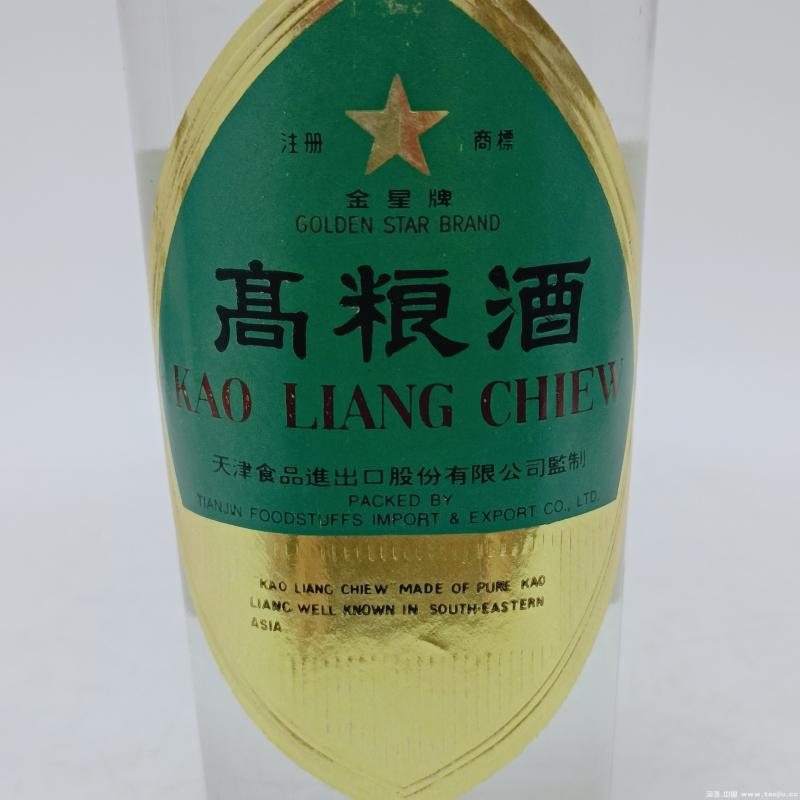 注册 商標
金星牌
GOLDEN STAR BRAND
高粮酒
KAO LIANG CHIEW
天津食品進出口股份有限公司監制
PACKED BY
TIANJIN FOODSTUFFS IMPORT & EXPORT CO., LTD.
"KAO LIANG CHIEW" MADE OF PURE KAO
LIANG WELL KNOWN IN SOUTH-EASTERN
ASIA